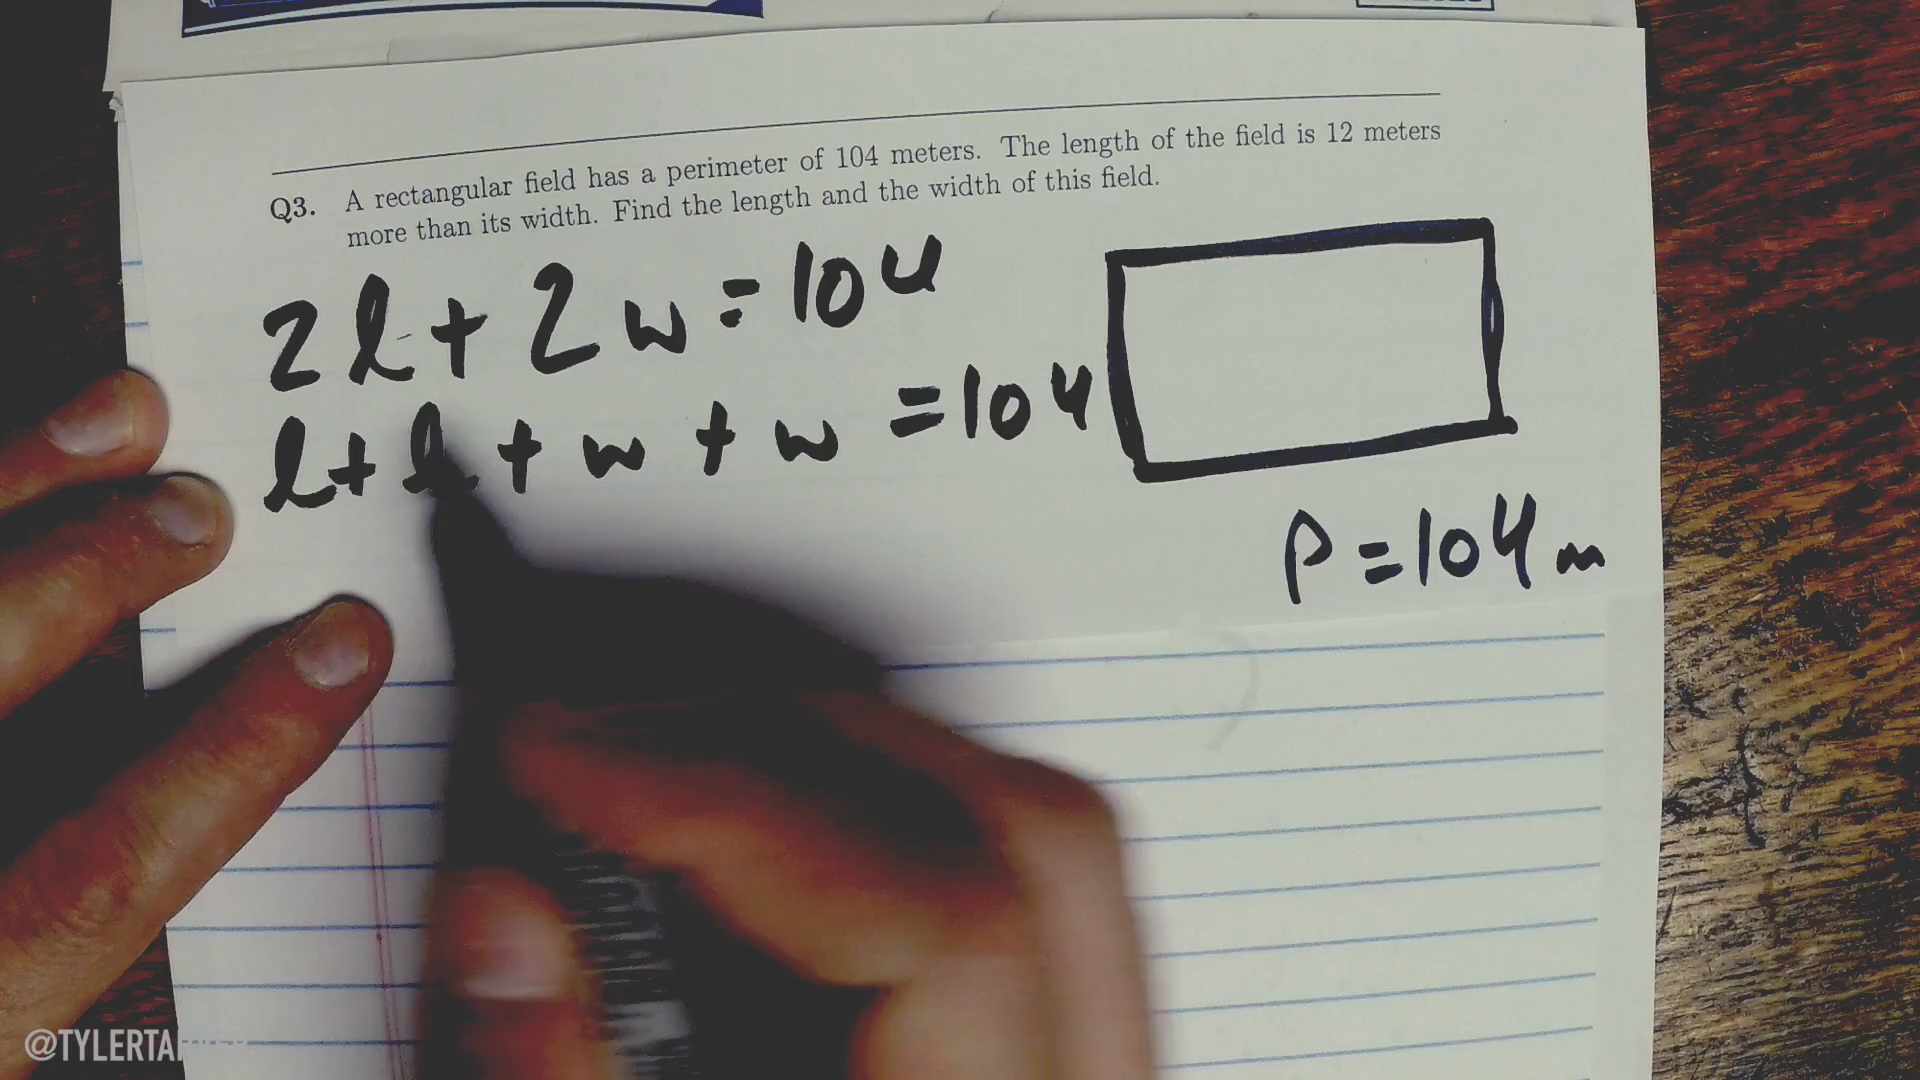 Q3. A rectangular field has a perimeter of 104 meters. The length of the field is 12 meters
more than its width. Find the length and the width of this field.
2l + 2w = 104
l + l + w + w = 104
P = 104 m